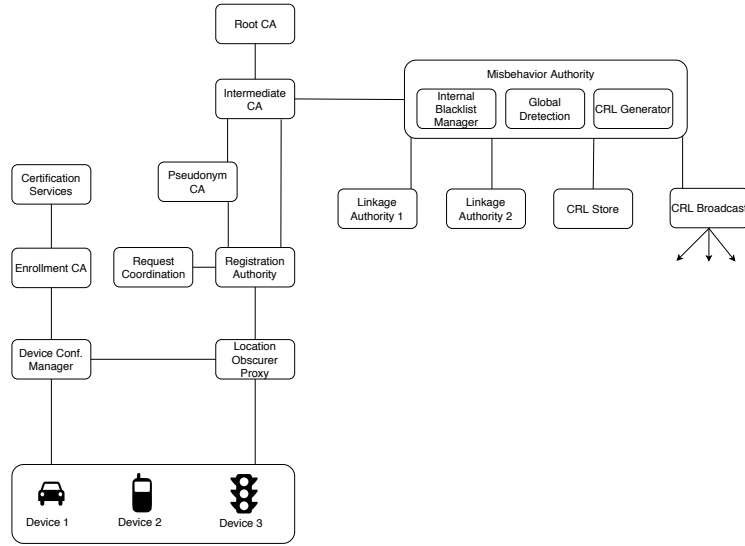 Root CA
Misbehavior Authority
Intermediate
CA
Internal
Blacklist
Manager
Global
Dretection
CRL Generator
Certification
Services
Pseudonym
CA
Linkage
Authority 1
Linkage
Authority 2
CRL Store
CRL Broadcast
Enrollment CA
Request
Coordination
Registration
Authority
Device Conf.
Manager
Location
Obscurer
Proxy
Device 1
Device 2
Device 3